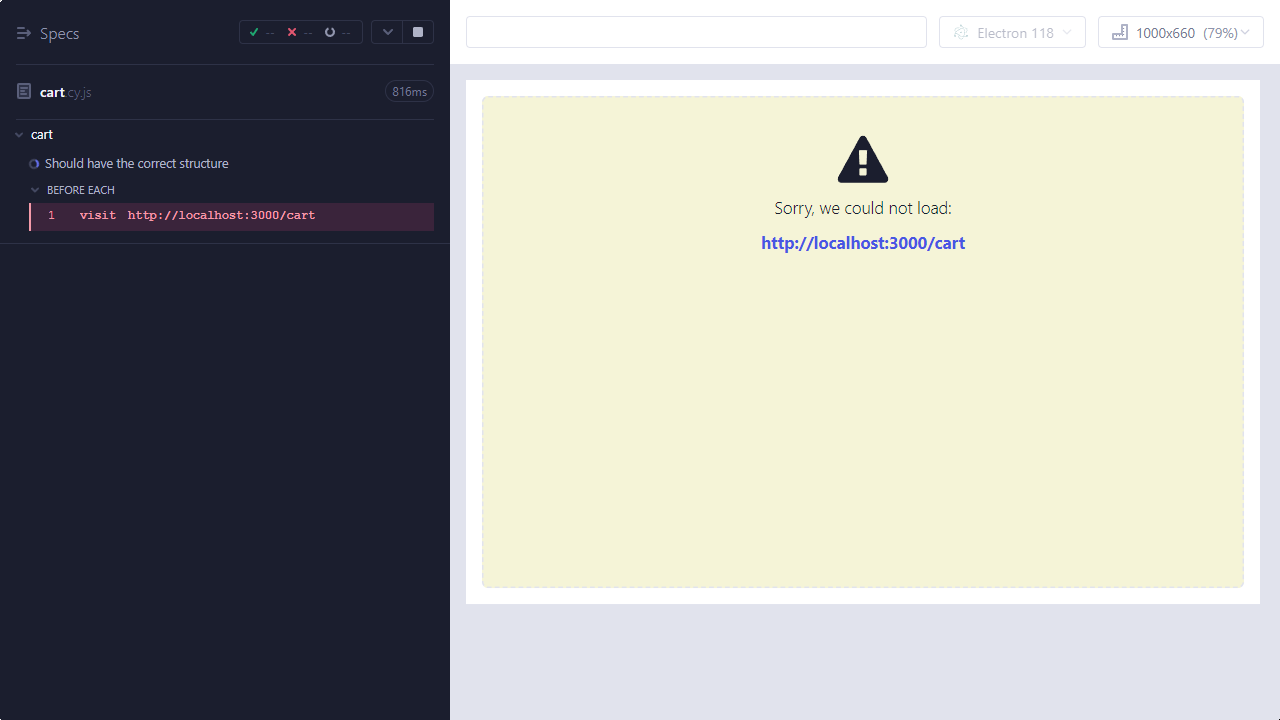 Specs
-- -- --
Electron 118
1000x660 (79%)
cart.cy.js
816ms
cart
Should have the correct structure
BEFORE EACH
1 visit http://localhost:3000/cart
Sorry, we could not load:
http://localhost:3000/cart